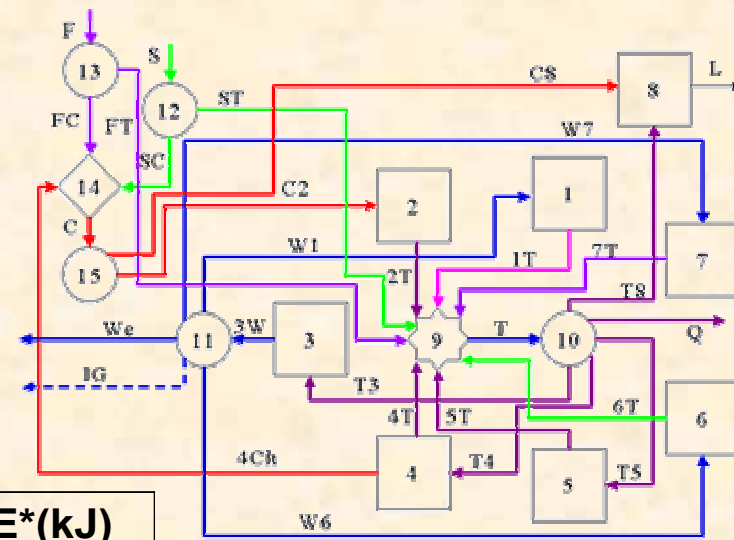 F
S
13
CS
8
L
12
ST
FC
FT
W7
SC
14
C2
2
1
C
W1
1T
7T
7
15
2T
T8
We
11
3W
3
9
T
10
Q
IG
T3
4T
5T
6T
6
4Ch
4
T4
5
T5
W6
E*(kJ)